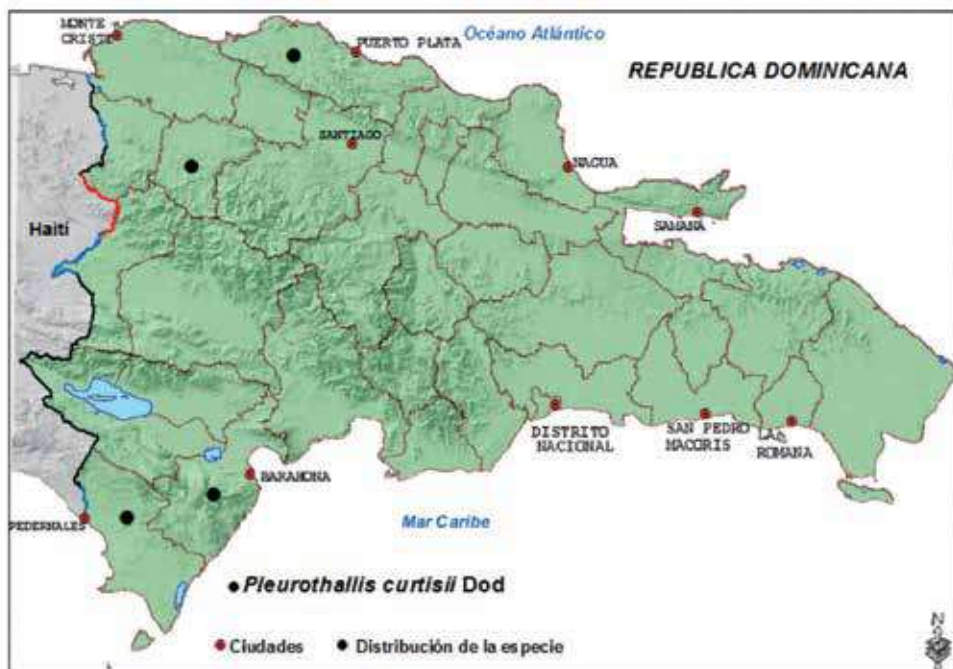 MONTE
CRISTI
PUERTO PLATA
Océano Atlántico
REPUBLICA DOMINICANA
SANTIAGO
NAGUA
SAMANA
Haití
DISTRITO
NACIONAL
SAN PEDRO
MACORIS
LA
ROMANA
BARAHONA
PEDERNALES
Mar Caribe
Pleurothallis curtisii Dod
Ciudades
Distribución de la especie